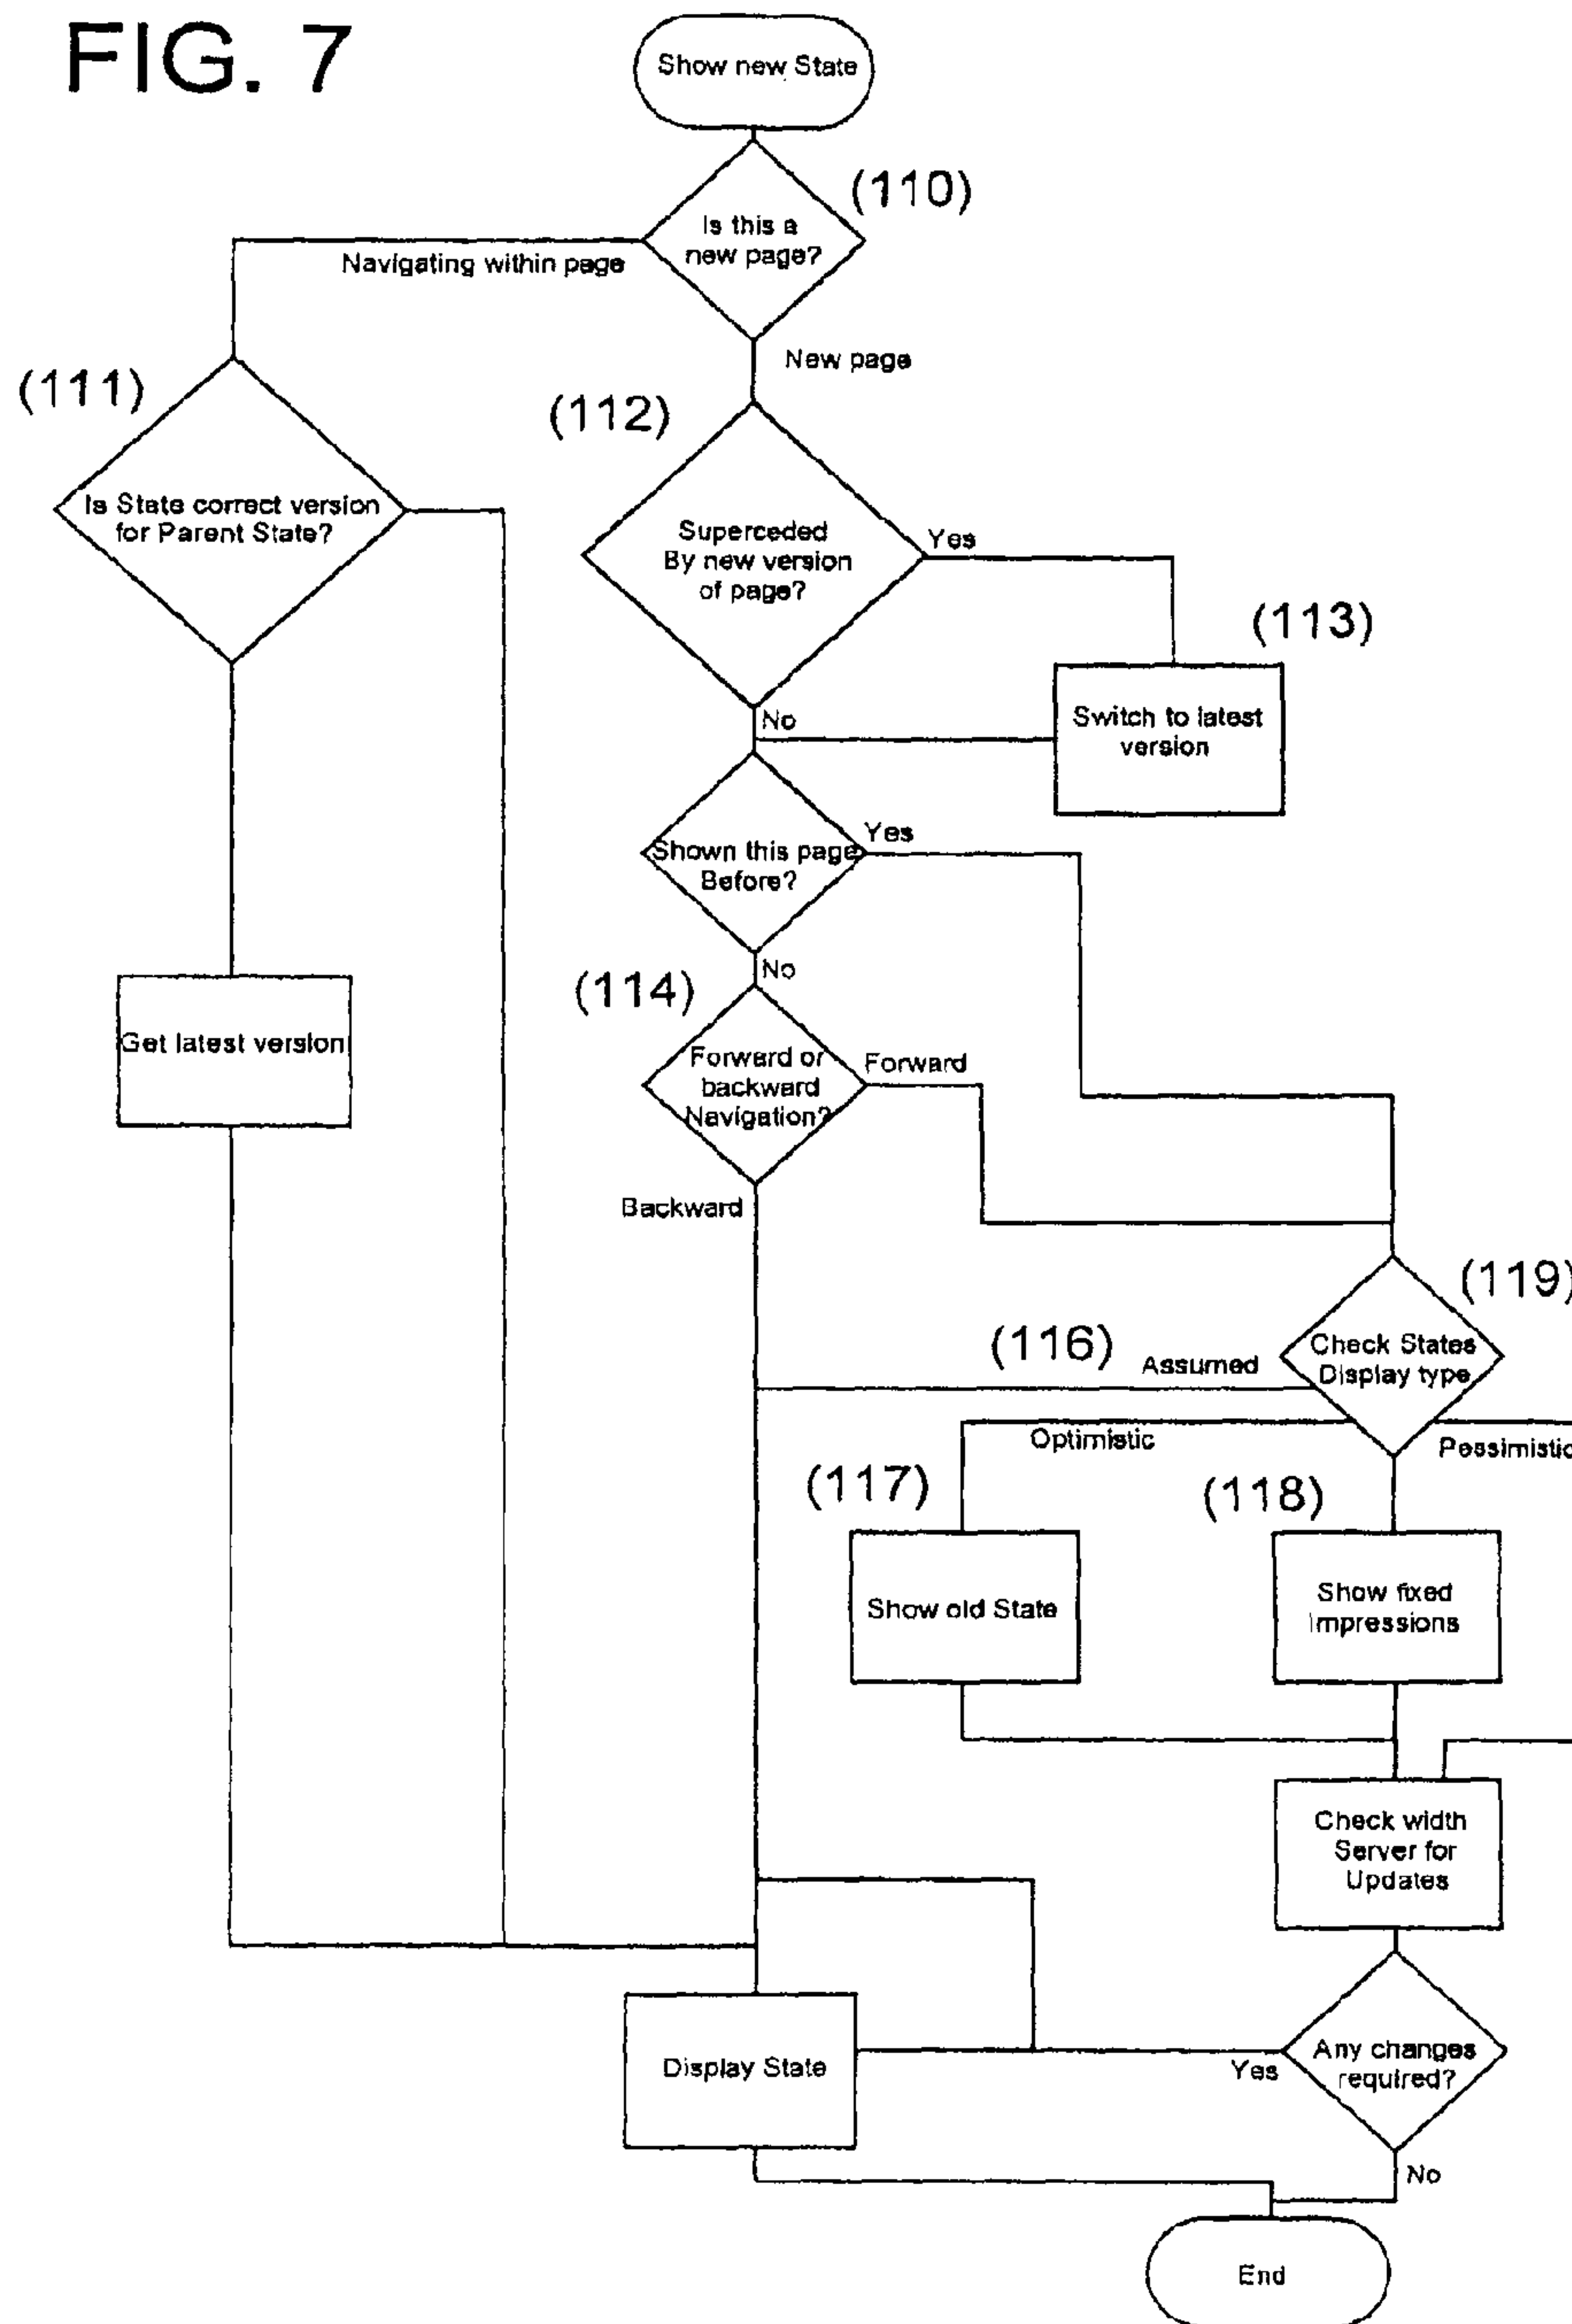 FIG. 7
Show new State
(110)
Is this a
new page?
Navigating within page
New page
(111)
(112)
Is State correct version
for Parent State?
Superceded
By new version
of page?
Yes
(113)
Switch to latest
version
No
Shown this page
Before?
Yes
No
(114)
Get latest version
Forward or
backward
Navigation?
Forward
Backward
(119)
(116)
Assumed
Check States
Display type
Optimistic
Pessimistic
(117)
(118)
Show old State
Show fixed
Impressions
Check width
Server for
Updates
Display State
Yes
Any changes
required?
No
End